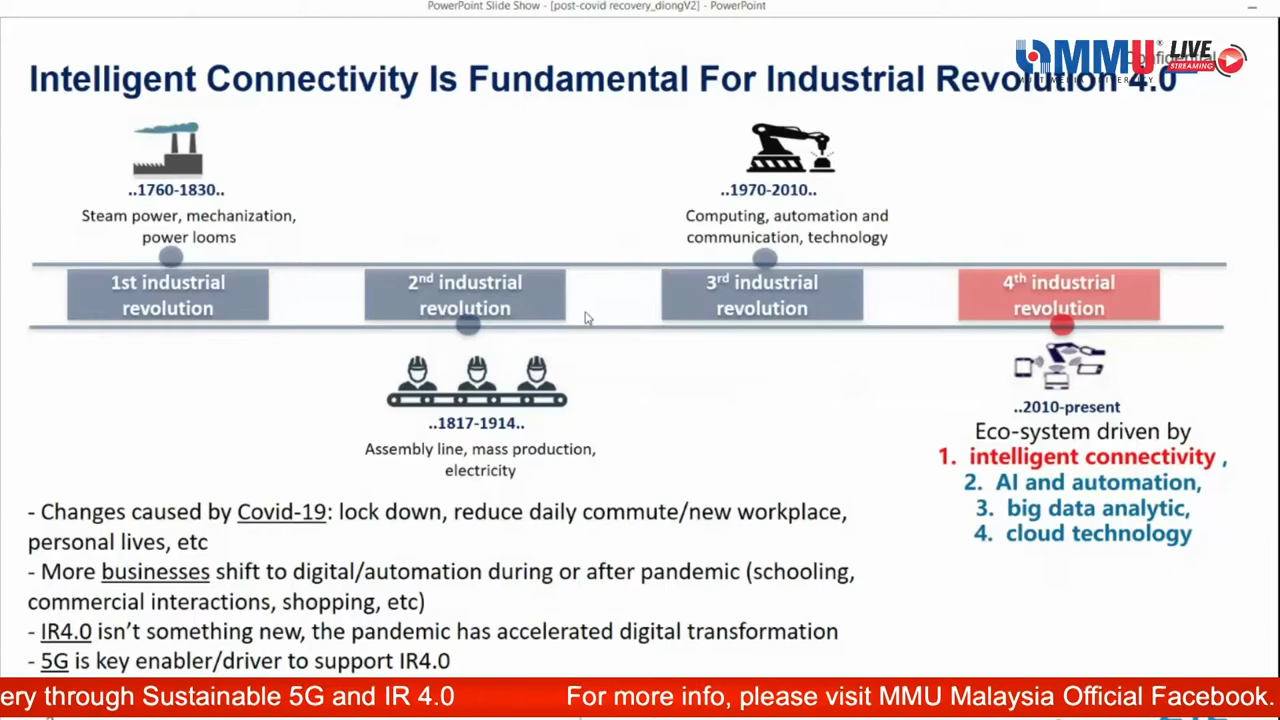 PowerPoint Slide Show - [post-covid recovery_diongV2] - PowerPoint
MMU LIVE
STREAMING
Intelligent Connectivity Is Fundamental For Industrial Revolution 4.0
..1760-1830..
Steam power, mechanization,
power looms
..1970-2010..
Computing, automation and
communication, technology
1st industrial
revolution
2nd industrial
revolution
3rd industrial
revolution
4th industrial
revolution
..1817-1914..
Assembly line, mass production,
electricity
..2010-present
Eco-system driven by
1. intelligent connectivity ,
2. AI and automation,
3. big data analytic,
4. cloud technology
- Changes caused by Covid-19: lock down, reduce daily commute/new workplace,
personal lives, etc
- More businesses shift to digital/automation during or after pandemic (schooling,
commercial interactions, shopping, etc)
- IR4.0 isn't something new, the pandemic has accelerated digital transformation
- 5G is key enabler/driver to support IR4.0
ery through Sustainable 5G and IR 4.0 For more info, please visit MMU Malaysia Official Facebook.